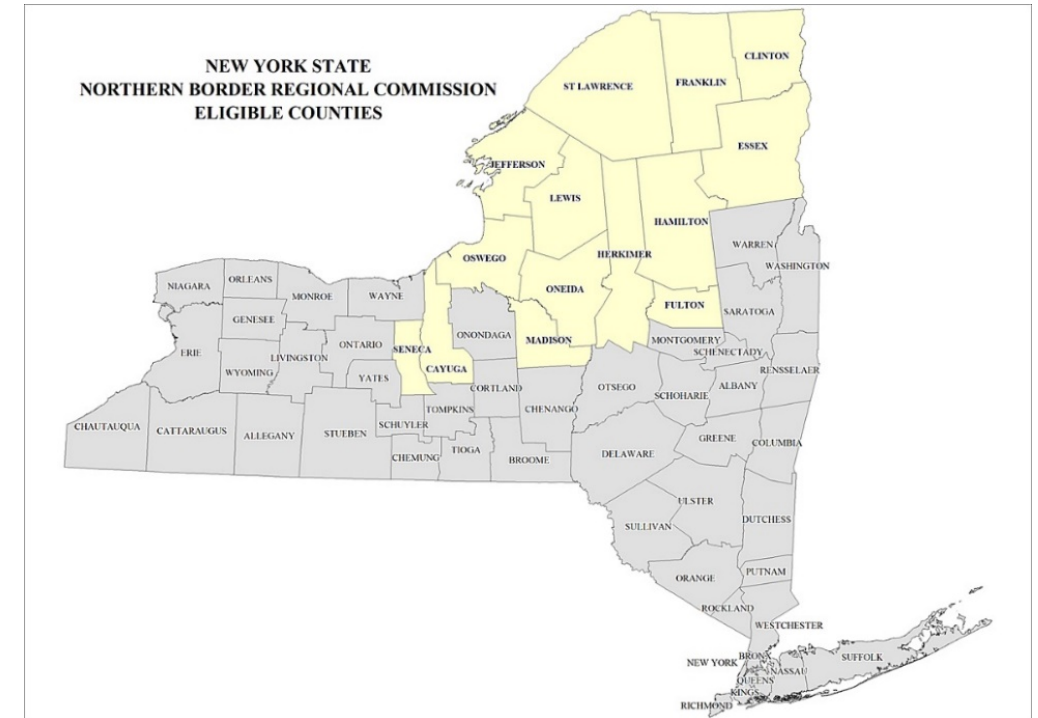 NEW YORK STATE
NORTHERN BORDER REGIONAL COMMISSION
ELIGIBLE COUNTIES
CLINTON
FRANKLIN
ST LAWRENCE
ESSEX
JEFFERSON
LEWIS
HAMILTON
WARREN
HERKIMER
OSWEGO
WASHINGTON
ORLEANS
NIAGARA
ONEIDA
MONROE
WAYNE
FULTON
SARATOGA
GENESEE
ONONDAGA
MADISON
MONTGOMERY
ONTARIO
SENECA
SCHENECTADY
ERIE
LIVINGSTON
CAYUGA
RENSSELAER
WYOMING
YATES
CORTLAND
OTSEGO
ALBANY
SCHOHARIE
TOMPKINS
CHENANGO
CHAUTAUQUA
CATTARAUGUS
ALLEGANY
STUEBEN
SCHUYLER
GREENE
COLUMBIA
TIOGA
CHEMUNG
BROOME
DELAWARE
ULSTER
DUTCHESS
SULLIVAN
PUTNAM
ORANGE
ROCKLAND
WESTCHESTER
BRONX
NEW YORK
SUFFOLK
NASSAU
QUEENS
KINGS
RICHMOND